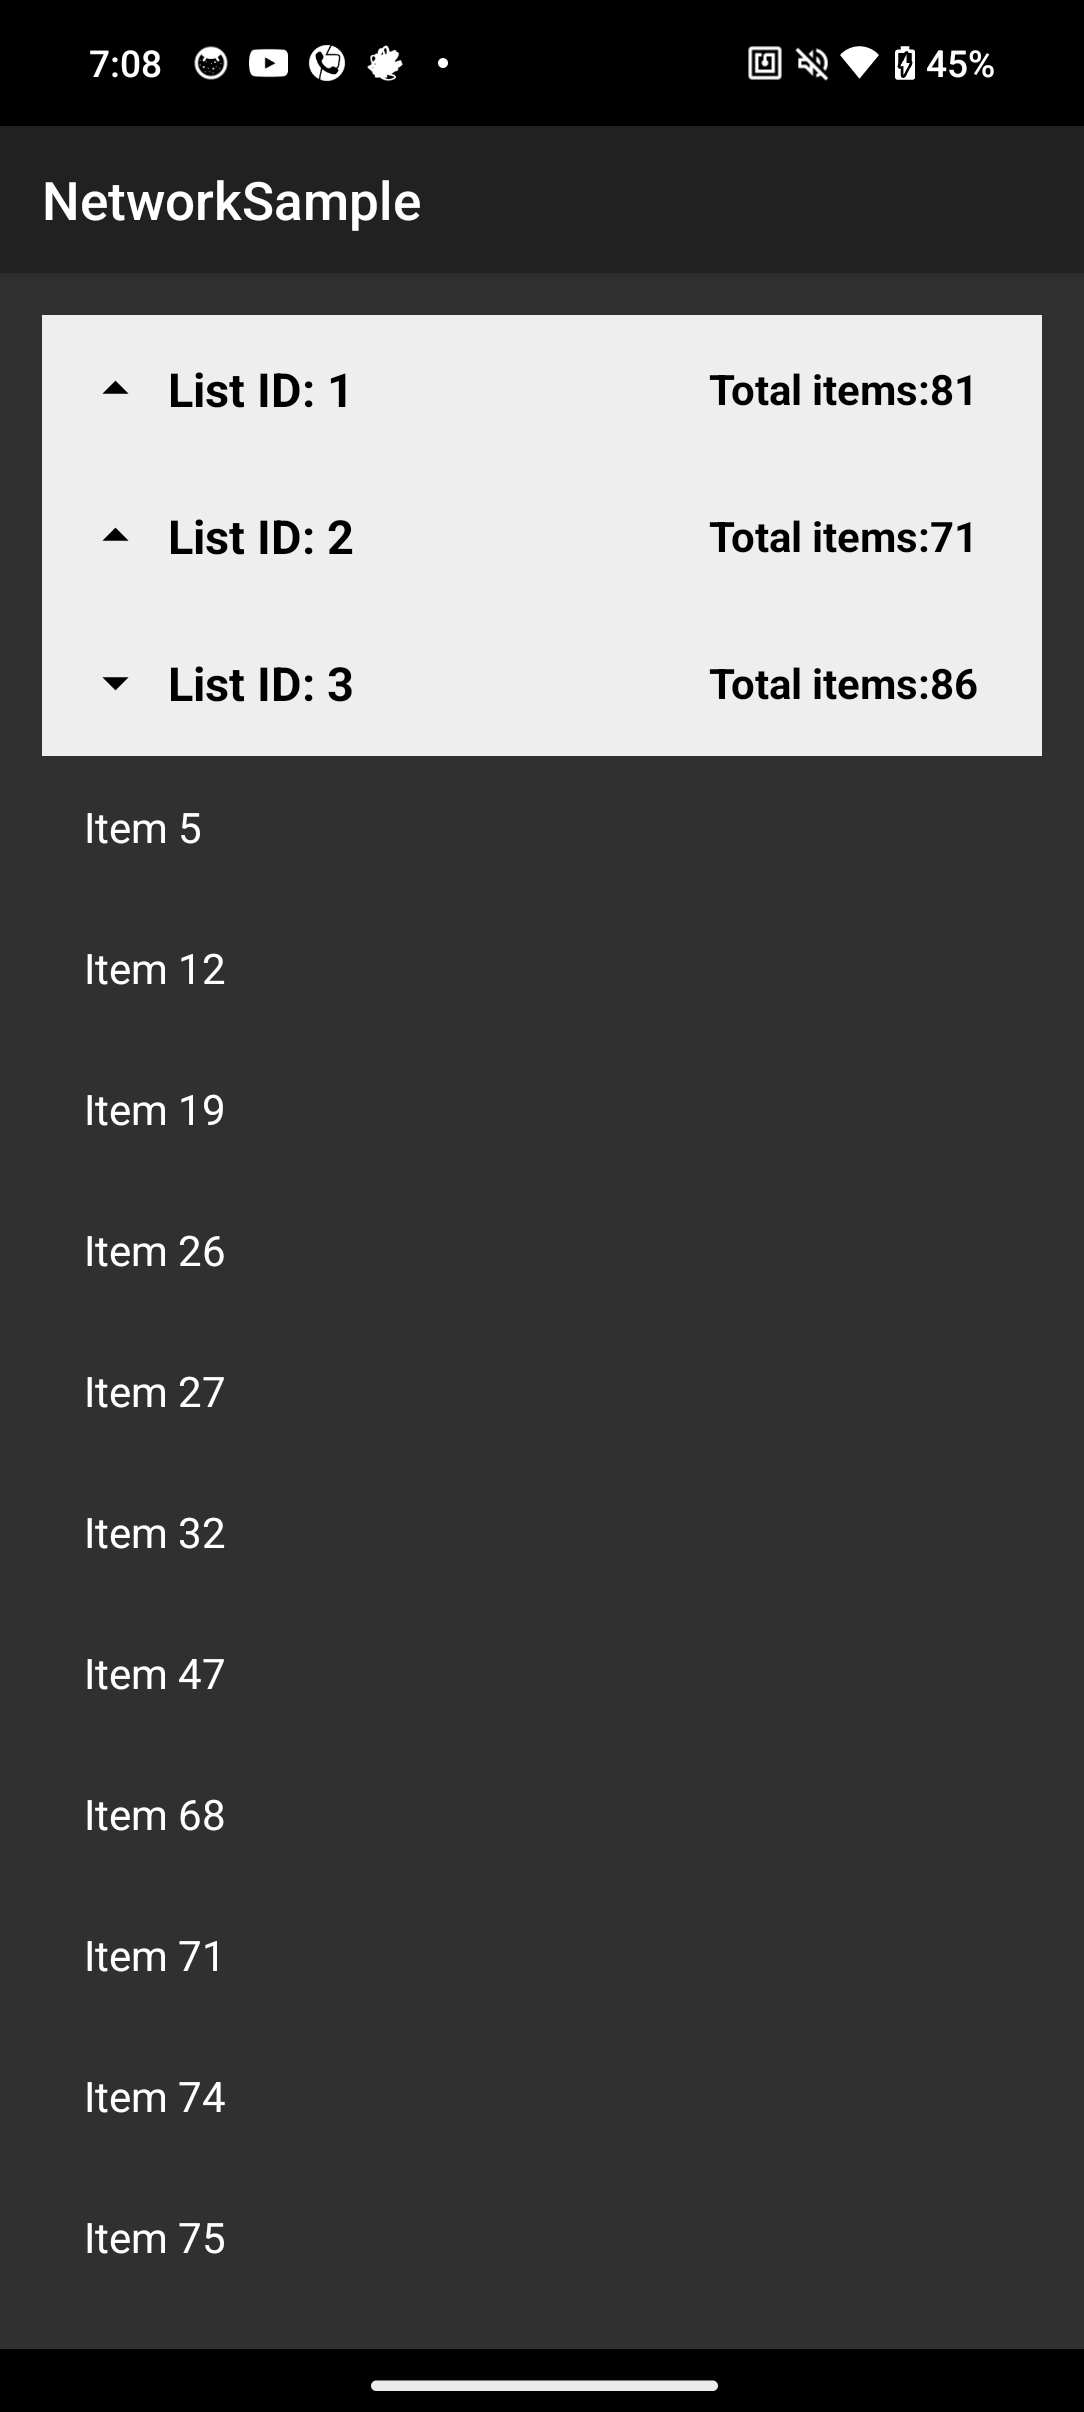 7:08 45%
NetworkSample
List ID: 1 Total items:81
List ID: 2 Total items:71
List ID: 3 Total items:86
Item 5
Item 12
Item 19
Item 26
Item 27
Item 32
Item 47
Item 68
Item 71
Item 74
Item 75